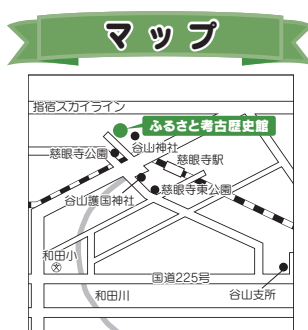 マップ
指宿スカイライン
ふるさと考古歴史館
谷山神社
慈眼寺公園
慈眼寺駅
慈眼寺東公園
谷山護国神社
和田小
文
国道225号
和田川
谷山支所